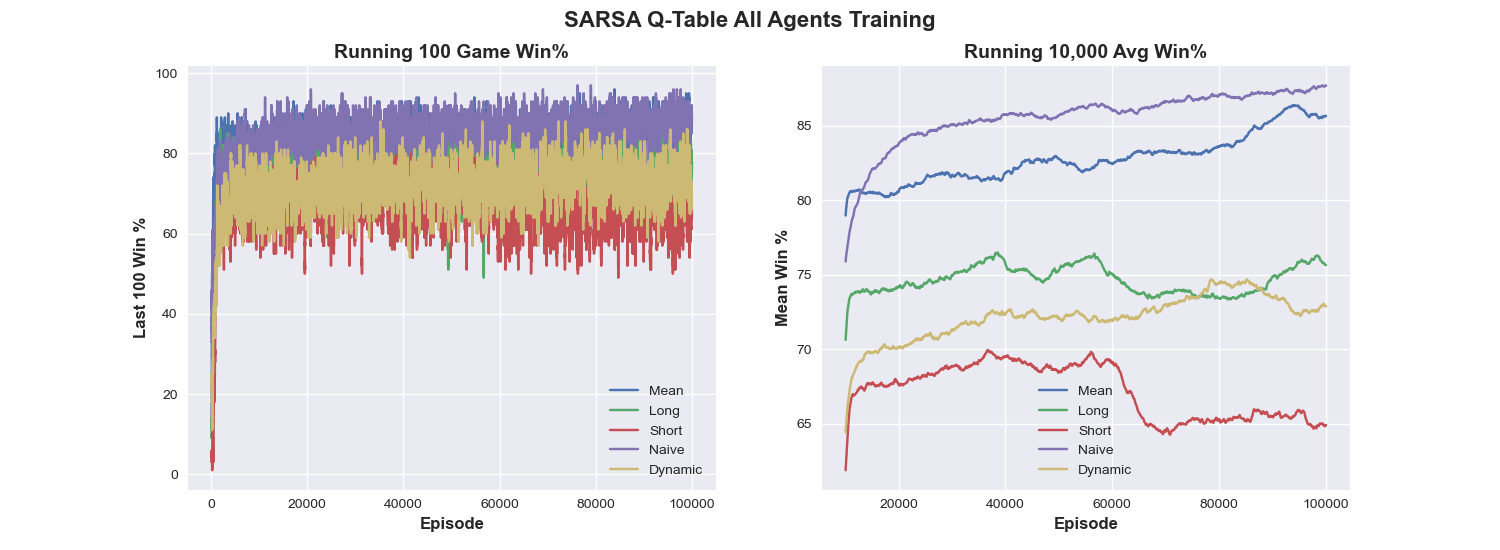 SARSA Q-Table All Agents Training
Running 100 Game Win%
Last 100 Win %
100
80
60
40
20
0
0 20000 40000 60000 80000 100000
Episode
Mean
Long
Short
Naive
Dynamic
Running 10,000 Avg Win%
Mean Win %
85
80
75
70
65
20000 40000 60000 80000 100000
Episode
Mean
Long
Short
Naive
Dynamic